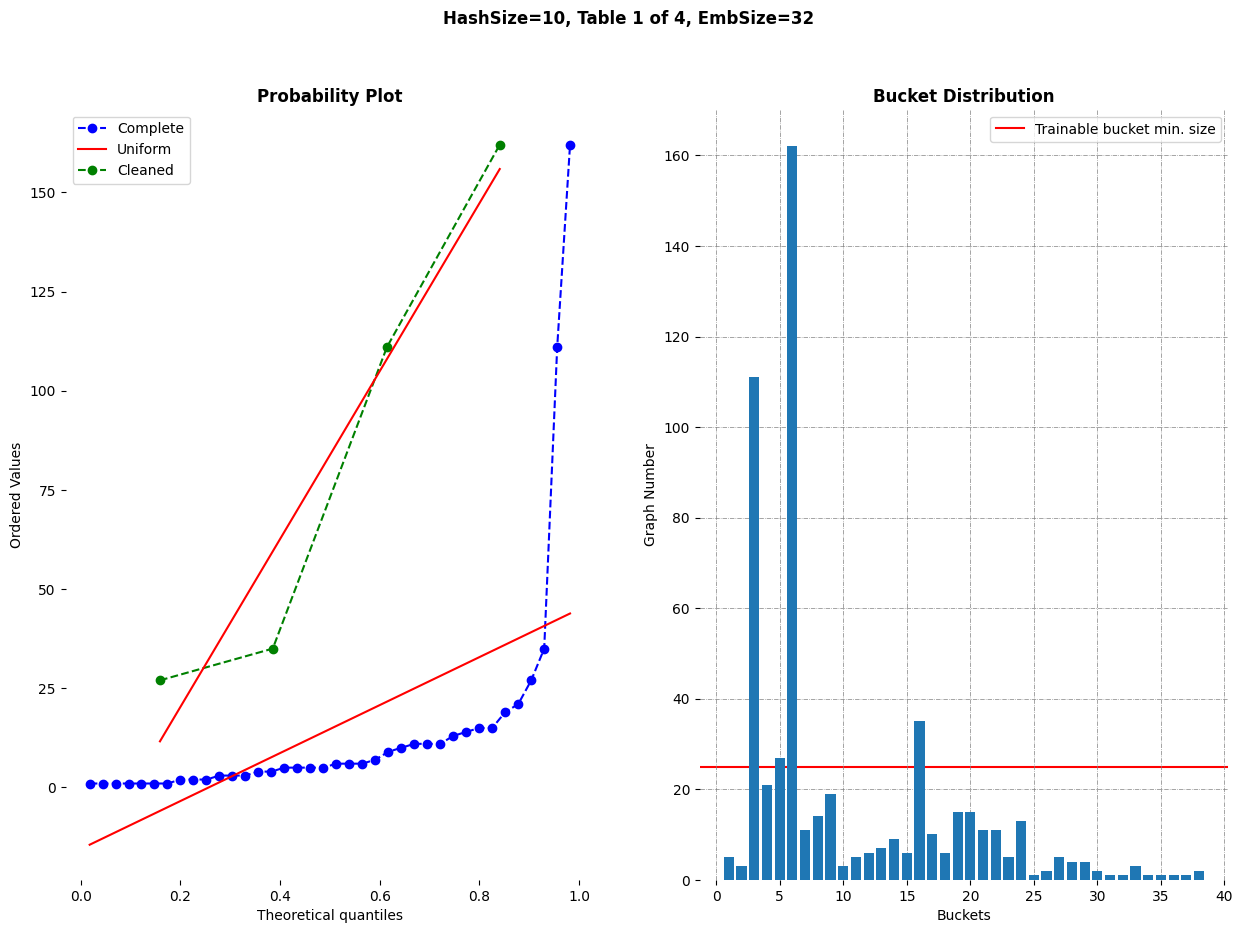 HashSize=10, Table 1 of 4, EmbSize=32
Probability Plot
Complete
Uniform
Cleaned
150
125
100
75
50
25
0
Ordered Values
0.0 0.2 0.4 0.6 0.8 1.0
Theoretical quantiles
Bucket Distribution
Trainable bucket min. size
160
140
120
100
80
60
40
20
0
Graph Number
0 5 10 15 20 25 30 35 40
Buckets